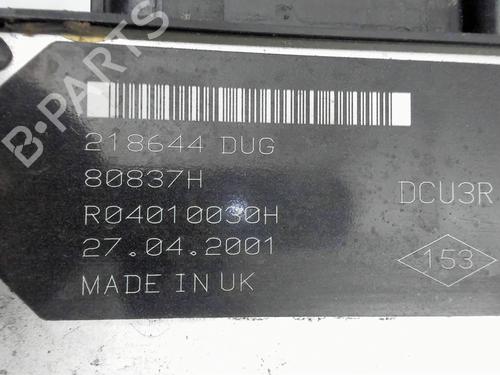 B-PARTS
218644 DUG
80837H
R04010030H
27.04.2001
MADE IN UK
DCU3R
153